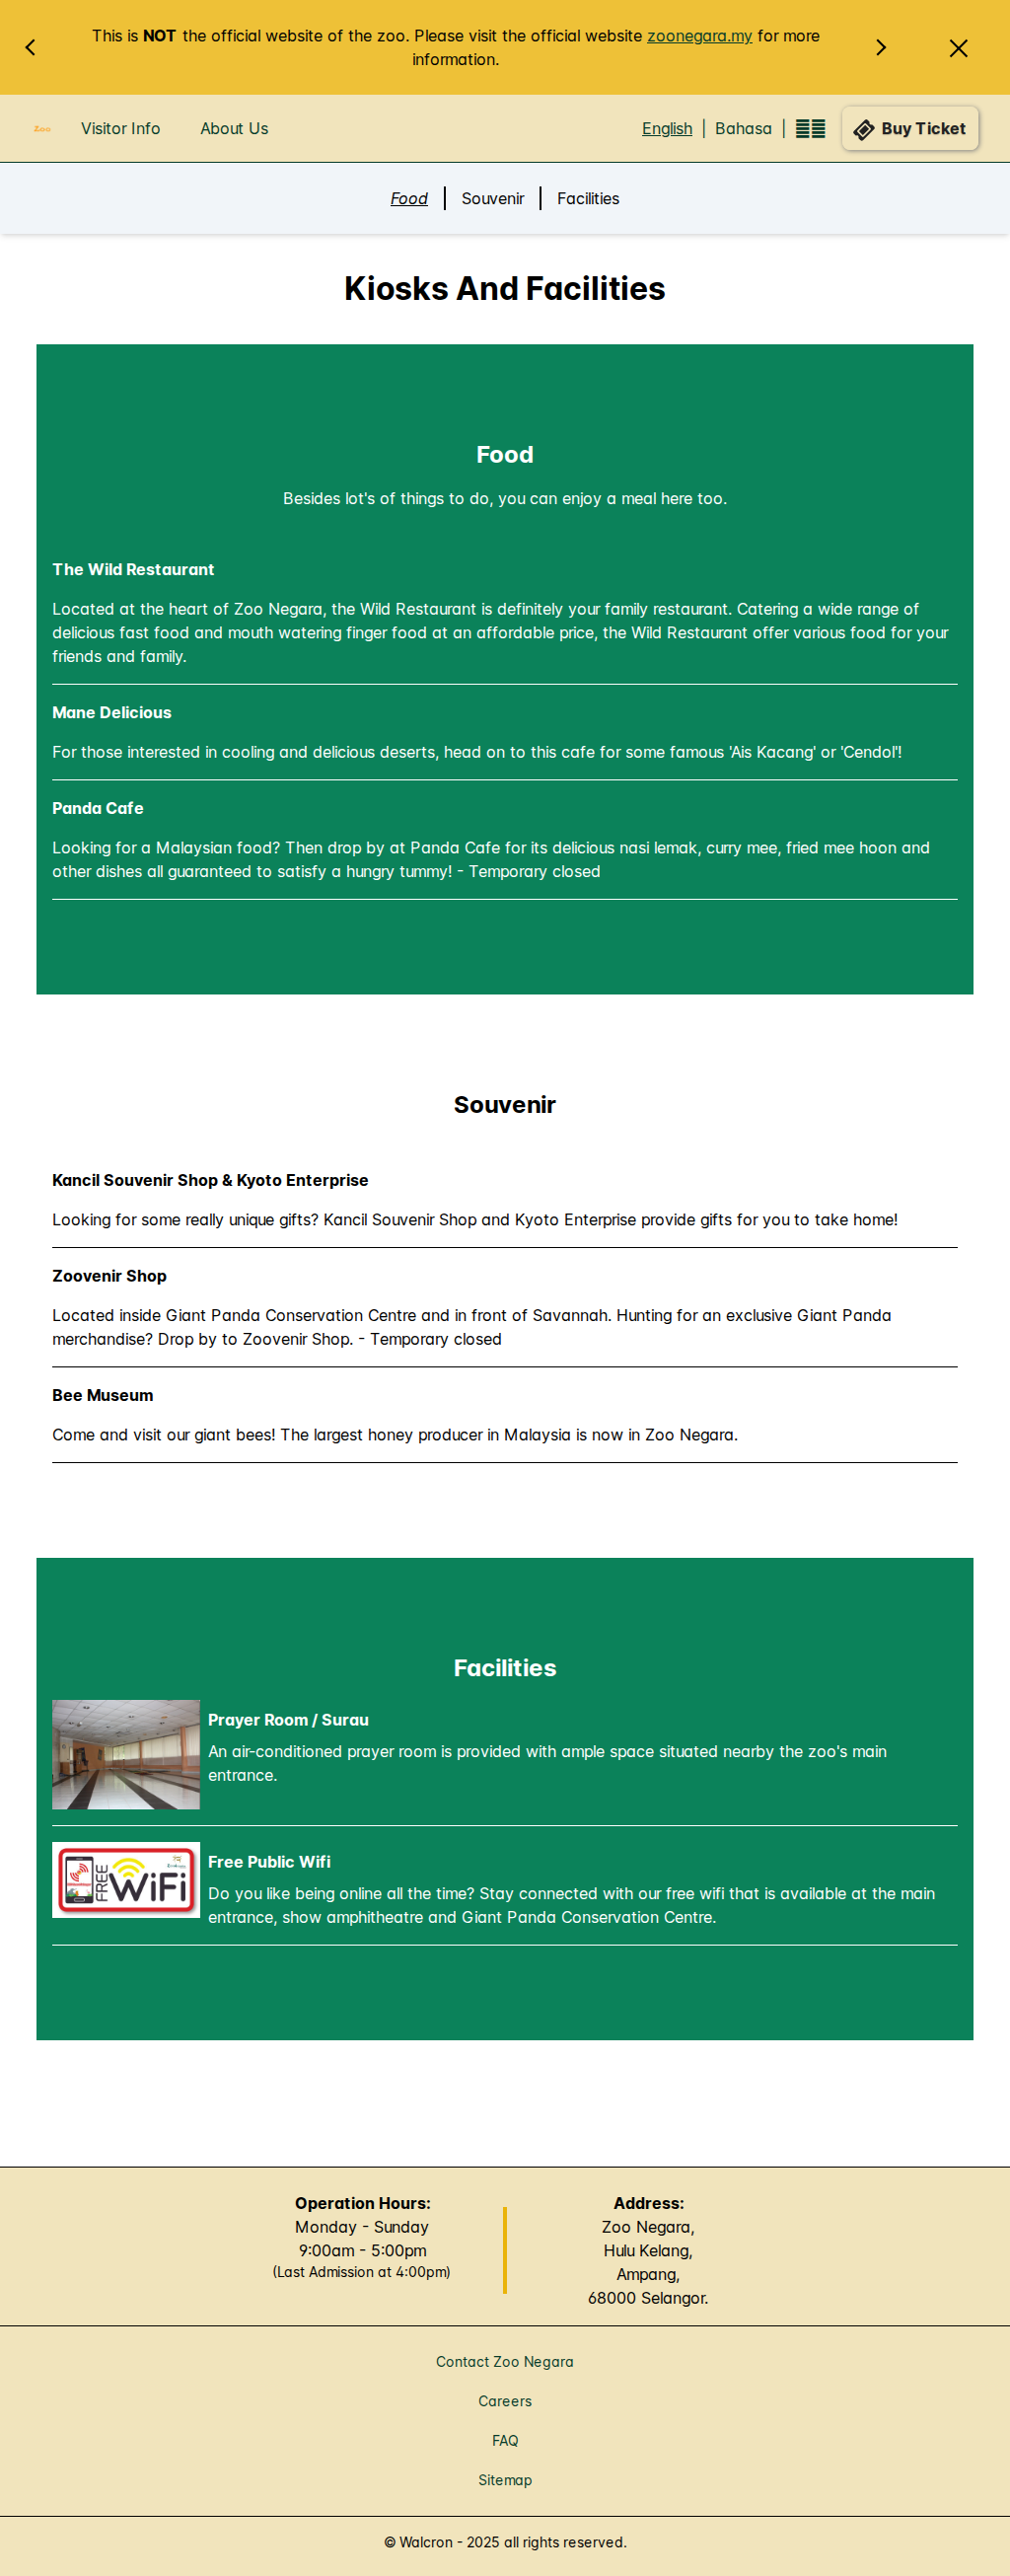 This is NOT the official website of the zoo. Please visit the official website zoonegara.my for more
information.
Zoo
Visitor Info
About Us
English | Bahasa |
Buy Ticket
Food | Souvenir | Facilities
Kiosks And Facilities
Food
Besides lot's of things to do, you can enjoy a meal here too.
The Wild Restaurant
Located at the heart of Zoo Negara, the Wild Restaurant is definitely your family restaurant. Catering a wide range of
delicious fast food and mouth watering finger food at an affordable price, the Wild Restaurant offer various food for your
friends and family.
Mane Delicious
For those interested in cooling and delicious deserts, head on to this cafe for some famous 'Ais Kacang' or 'Cendol'!
Panda Cafe
Looking for a Malaysian food? Then drop by at Panda Cafe for its delicious nasi lemak, curry mee, fried mee hoon and
other dishes all guaranteed to satisfy a hungry tummy! - Temporary closed
Souvenir
Kancil Souvenir Shop & Kyoto Enterprise
Looking for some really unique gifts? Kancil Souvenir Shop and Kyoto Enterprise provide gifts for you to take home!
Zoovenir Shop
Located inside Giant Panda Conservation Centre and in front of Savannah. Hunting for an exclusive Giant Panda
merchandise? Drop by to Zoovenir Shop. - Temporary closed
Bee Museum
Come and visit our giant bees! The largest honey producer in Malaysia is now in Zoo Negara.
Facilities
Prayer Room / Surau
An air-conditioned prayer room is provided with ample space situated nearby the zoo's main
entrance.
FREE WiFi
Free Public Wifi
Do you like being online all the time? Stay connected with our free wifi that is available at the main
entrance, show amphitheatre and Giant Panda Conservation Centre.
Operation Hours:
Monday - Sunday
9:00am - 5:00pm
(Last Admission at 4:00pm)
Address:
Zoo Negara,
Hulu Kelang,
Ampang,
68000 Selangor.
Contact Zoo Negara
Careers
FAQ
Sitemap
© Walcron - 2025 all rights reserved.